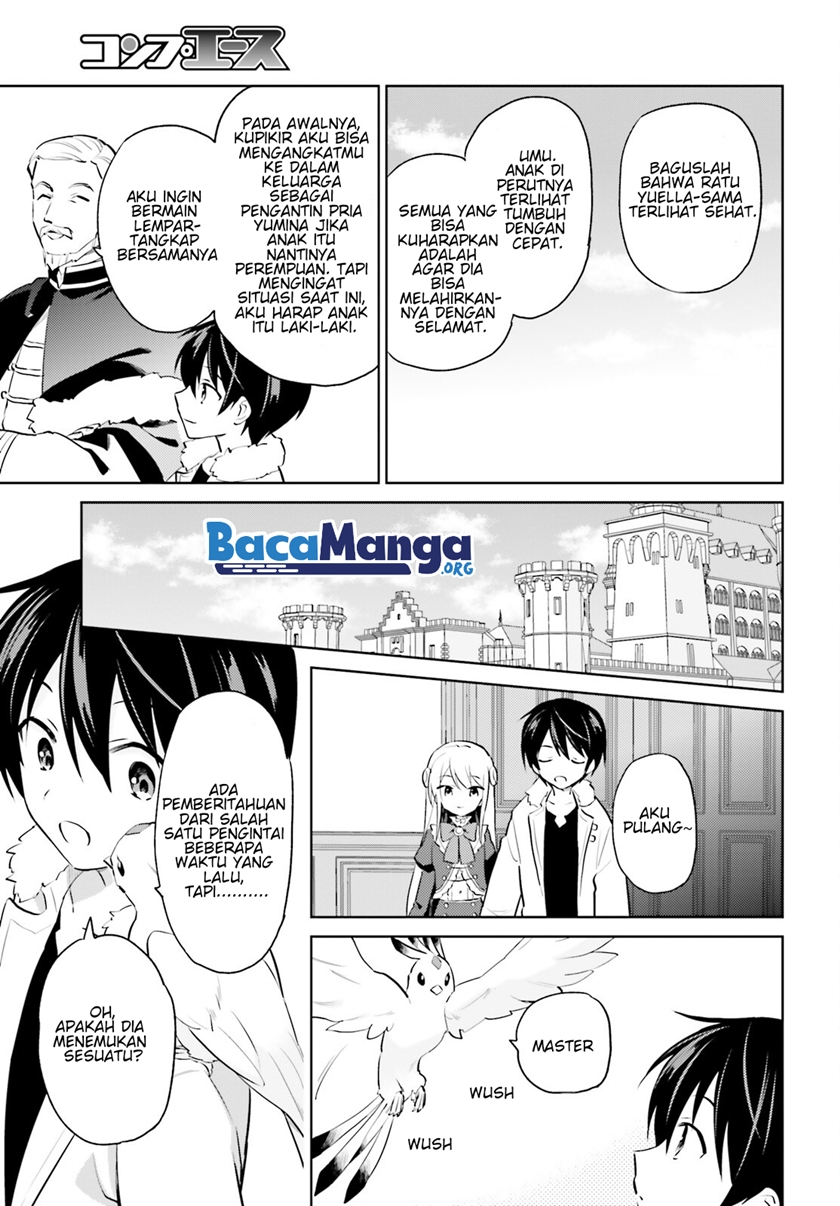 コンプエース
BAGUSLAH
BAHWA RATU
YUELLA-SAMA
TERLIHAT SEHAT.
UMU.
ANAK DI
PERUTNYA
TERLIHAT
TUMBUH
DENGAN
CEPAT.
SEMUA YANG
BISA
KUHARAPKAN
ADALAH
AGAR DIA
BISA
MELAHIRKAN-
NYA DENGAN
SELAMAT.
PADA AWALNYA,
KUPIKIR AKU BISA
MENGANGKATMU
KE DALAM
KELUARGA
SEBAGAI
PENGANTIN PRIA
YUMINA JIKA
ANAK ITU
NANTINYA
PEREMPUAN. TAPI
MENGINGAT
SITUASI SAAT INI,
AKU HARAP ANAK
ITU LAKI-LAKI.
AKU INGIN
BERMAIN
LEMPAR-
TANGKAP
BERSAMANYA
BacaManga
.ORG
AKU
PULANG~
MASTER
WUSH
WUSH
ADA
PEMBERITAHUAN
DARI SALAH
SATU PENGINTAI
BEBERAPA
WAKTU YANG
LALU,
TAPI..........
OH,
APAKAH DIA
MENEMUKAN
SESUATU?